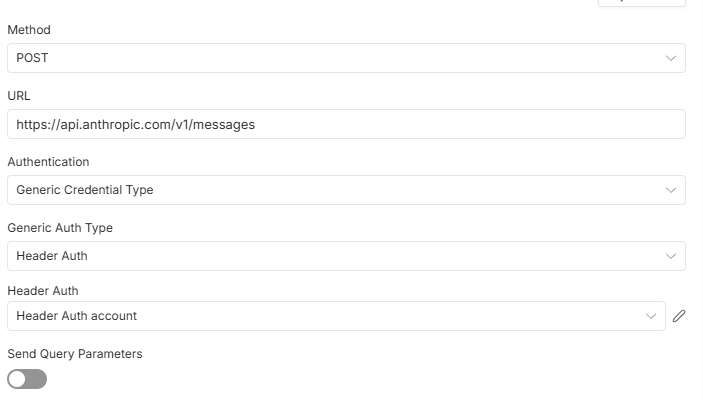 Method
POST
URL
https://api.anthropic.com/v1/messages
Authentication
Generic Credential Type
Generic Auth Type
Header Auth
Header Auth
Header Auth account
Send Query Parameters